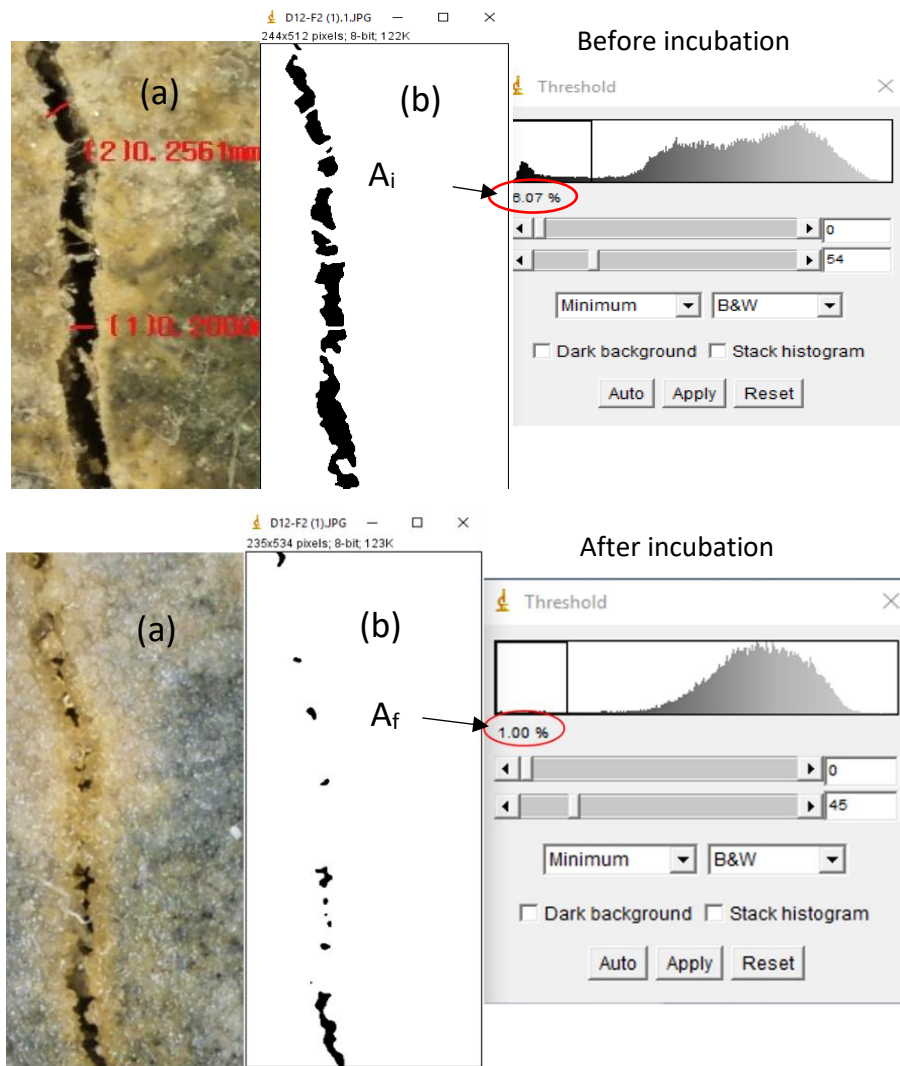 D12-F2 (1).1.JPG
244x512 pixels; 8-bit; 122K
Before incubation
(a)
(b)
Threshold
(2)0.2561mm
Ai
6.07 %
0
54
(1)0.2000
Minimum
B&W
Dark background
Stack histogram
Auto
Apply
Reset
D12-F2 (1).JPG
235x534 pixels; 8-bit; 123K
After incubation
(a)
(b)
Threshold
Af
1.00 %
0
45
Minimum
B&W
Dark background
Stack histogram
Auto
Apply
Reset